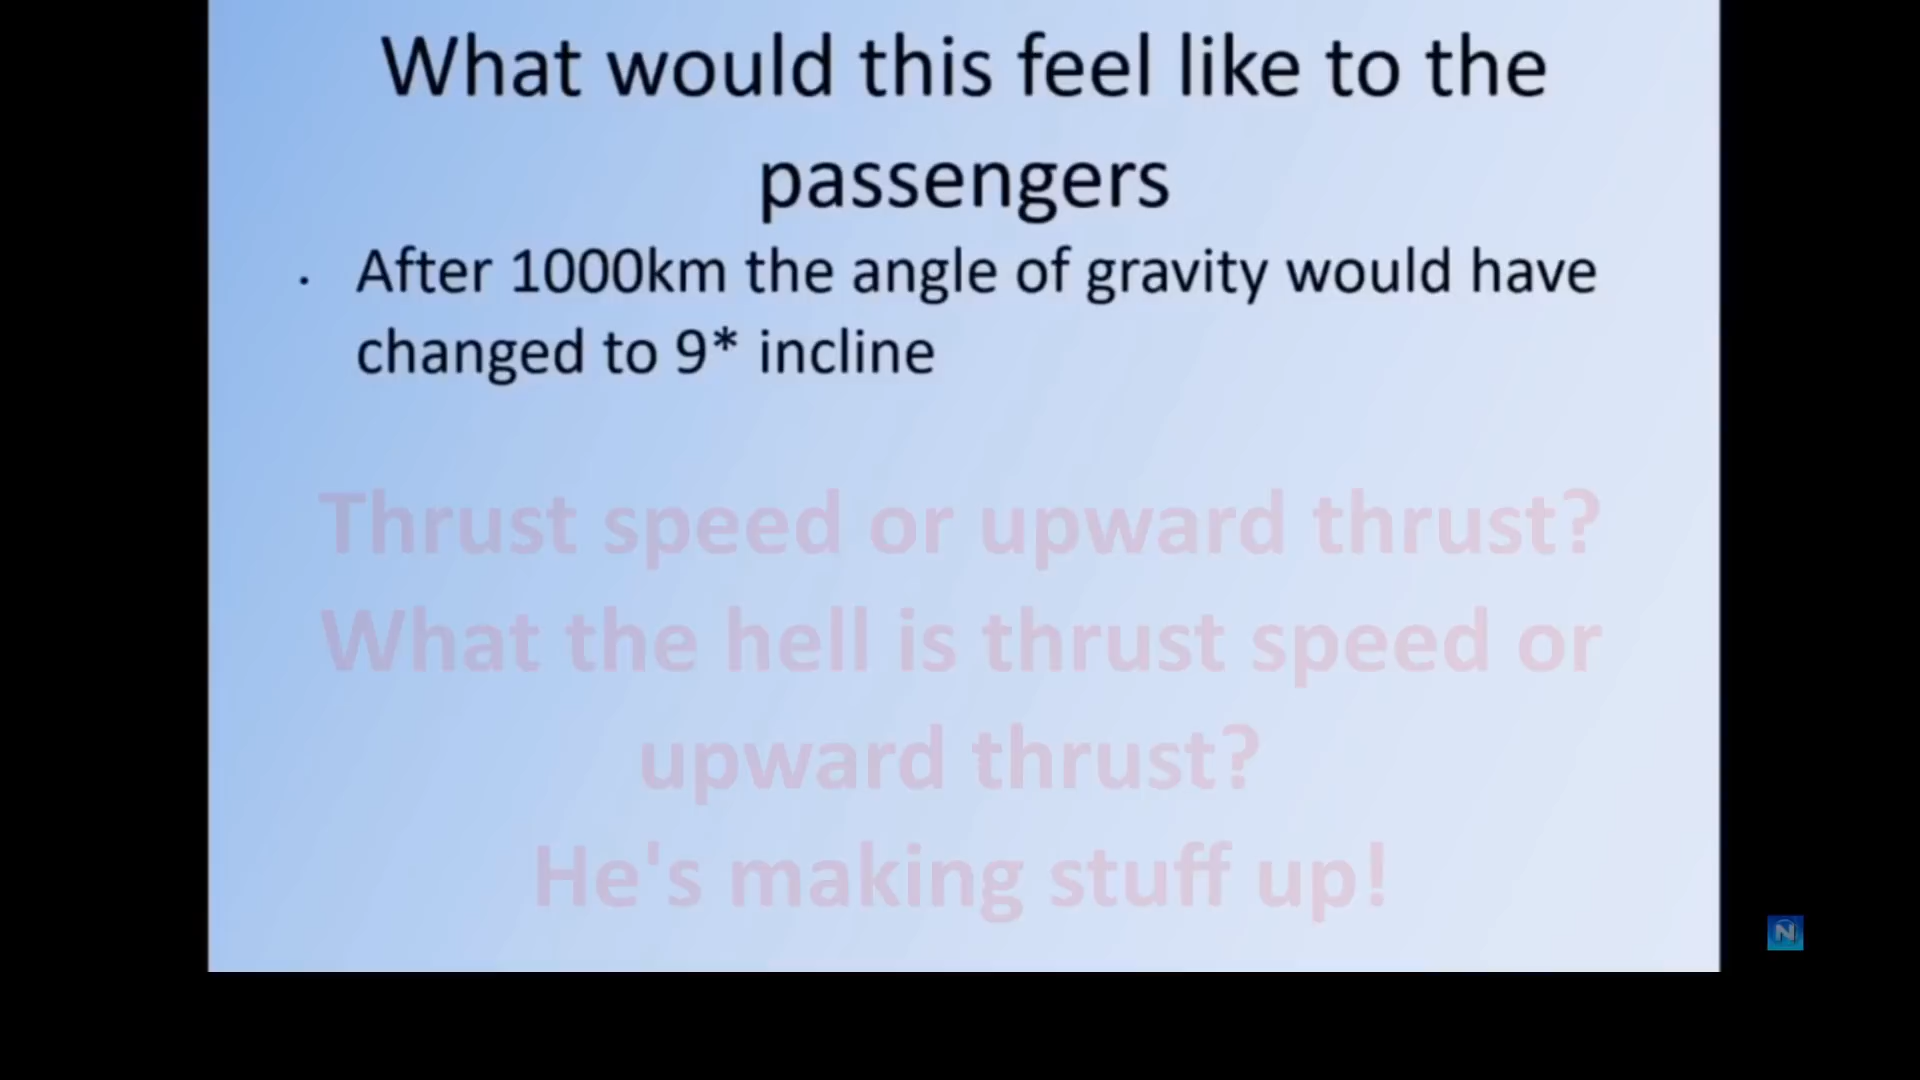 What would this feel like to the
passengers
· After 1000km the angle of gravity would have
changed to 9* incline
Thrust speed or upward thrust?
What the hell is thrust speed or
upward thrust?
He's making stuff up!
N